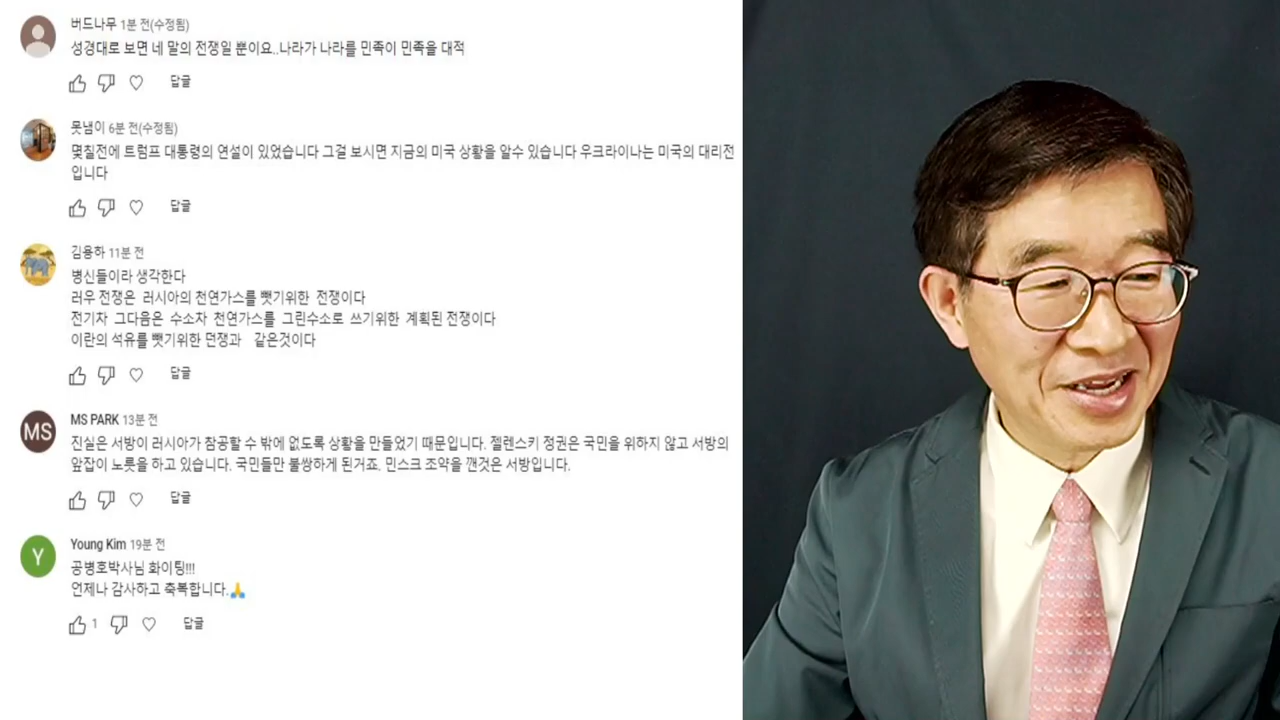 버드나무 1분 전(수정됨)
성경대로 보면 네 말의 전쟁일 뿐이요..나라가 나라를 민족이 민족을 대적
답글
못냄이 6분 전(수정됨)
몇칠전에 트럼프 대통령의 연설이 있었습니다 그걸 보시면 지금의 미국 상황을 알수 있습니다 우크라이나는 미국의 대리전
입니다
답글
김용하 11분 전
병신들이라 생각한다
러우 전쟁은 러시아의 천연가스를 뺏기위한 전쟁이다
전기차 그다음은 수소차 천연가스를 그린수소로 쓰기위한 계획된 전쟁이다
이란의 석유를 뺏기위한 던쟁과 같은것이다
답글
MS
MS PARK 13분 전
진실은 서방이 러시아가 참공할 수 밖에 없도록 상황을 만들었기 때문입니다. 젤렌스키 정권은 국민을 위하지 않고 서방의
앞잡이 노릇을 하고 있습니다. 국민들만 불쌍하게 된거죠. 민스크 조약을 깬것은 서방입니다.
답글
Y
Young Kim 19분 전
공병호박사님 화이팅!!!
언제나 감사하고 축복합니다.🙏
1 답글